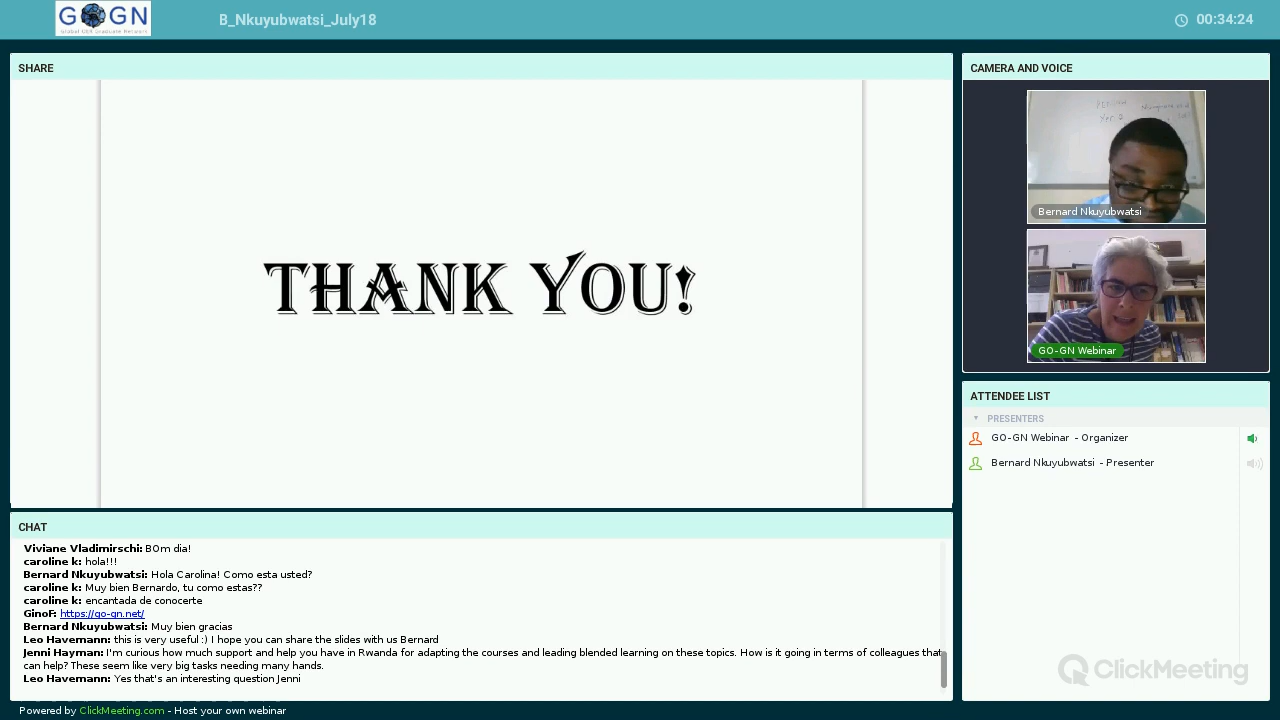 GO GN
Global OER Graduate Network
B_Nkuyubwatsi_July18
00:34:24
SHARE
THANK YOU!
CAMERA AND VOICE
Bernard Nkuyubwatsi
GO-GN Webinar
ATTENDEE LIST
PRESENTERS
GO-GN Webinar - Organizer
Bernard Nkuyubwatsi - Presenter
CHAT
Viviane Vladimirschi: BOm dia!
caroline k: hola!!!
Bernard Nkuyubwatsi: Hola Carolina! Como esta usted?
caroline k: Muy bien Bernardo, tu como estas??
caroline k: encantada de conocerte
GinoF: https://go-gn.net/
Bernard Nkuyubwatsi: Muy bien gracias
Leo Havemann: this is very useful :) I hope you can share the slides with us Bernard
Jenni Hayman: I'm curious how much support and help you have in Rwanda for adapting the courses and leading blended learning on these topics. How is it going in terms of colleagues that
can help? These seem like very big tasks needing many hands.
Leo Havemann: Yes that's an interesting question Jenni
ClickMeeting
Powered by ClickMeeting.com - Host your own webinar